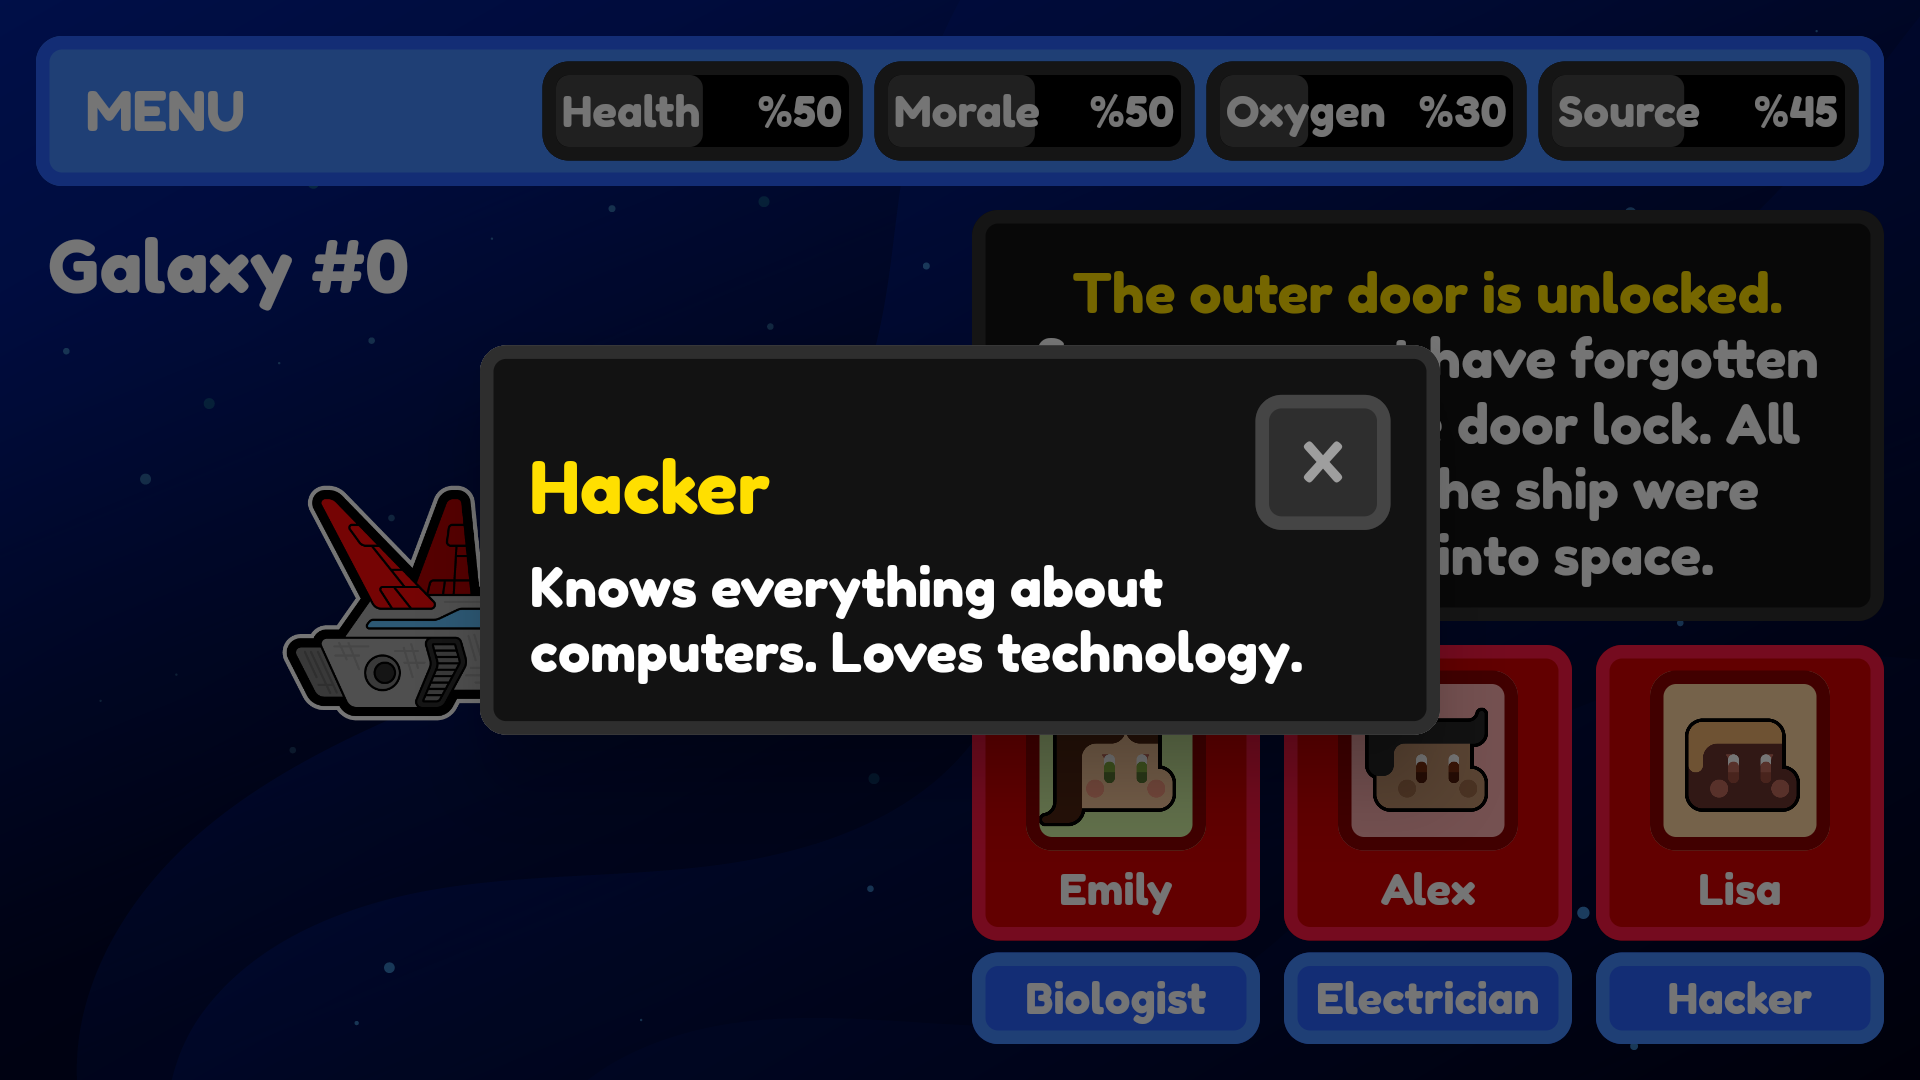 MENU
Health %50
Morale %50
Oxygen %30
Source %45
Galaxy #0
The outer door is unlocked.
have forgotten
door lock. All
he ship were
into space.
Hacker
X
Knows everything about
computers. Loves technology.
Emily
Alex
Lisa
Biologist
Electrician
Hacker